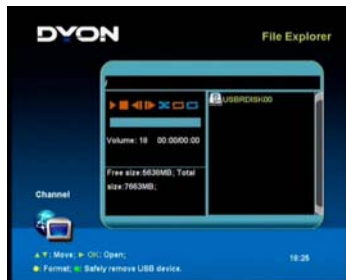 DYON
File Explorer
/
USBRDISK00
Volume: 18 00:00/00:00
Free size:5636MB; Total
size:7663MB;
Channel
▲▼: Move; ► OK: Open;
●: Format; ■: Safely remove USB device.
18:25